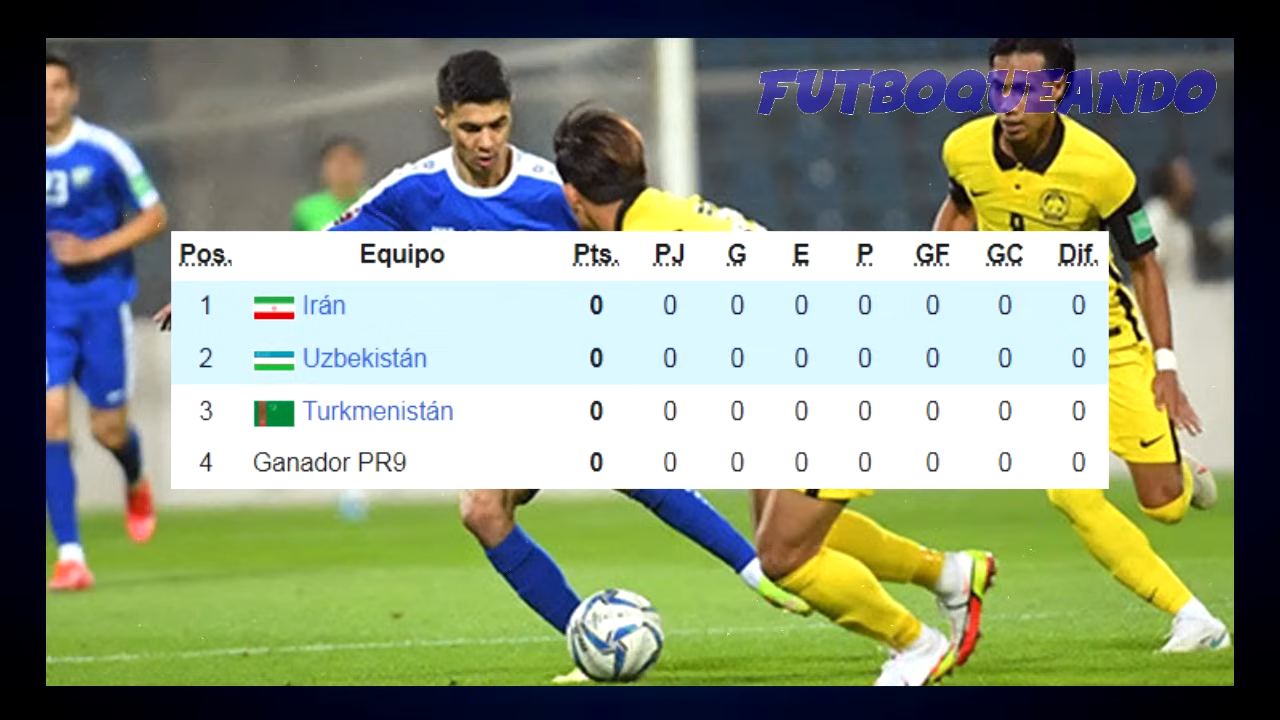 FUTBOQUEANDO
Pos. Equipo Pts. PJ G E P GF GC Dif.
1 Irán 0 0 0 0 0 0 0 0
2 Uzbekistán 0 0 0 0 0 0 0 0
3 Turkmenistán 0 0 0 0 0 0 0 0
4 Ganador PR9 0 0 0 0 0 0 0 0